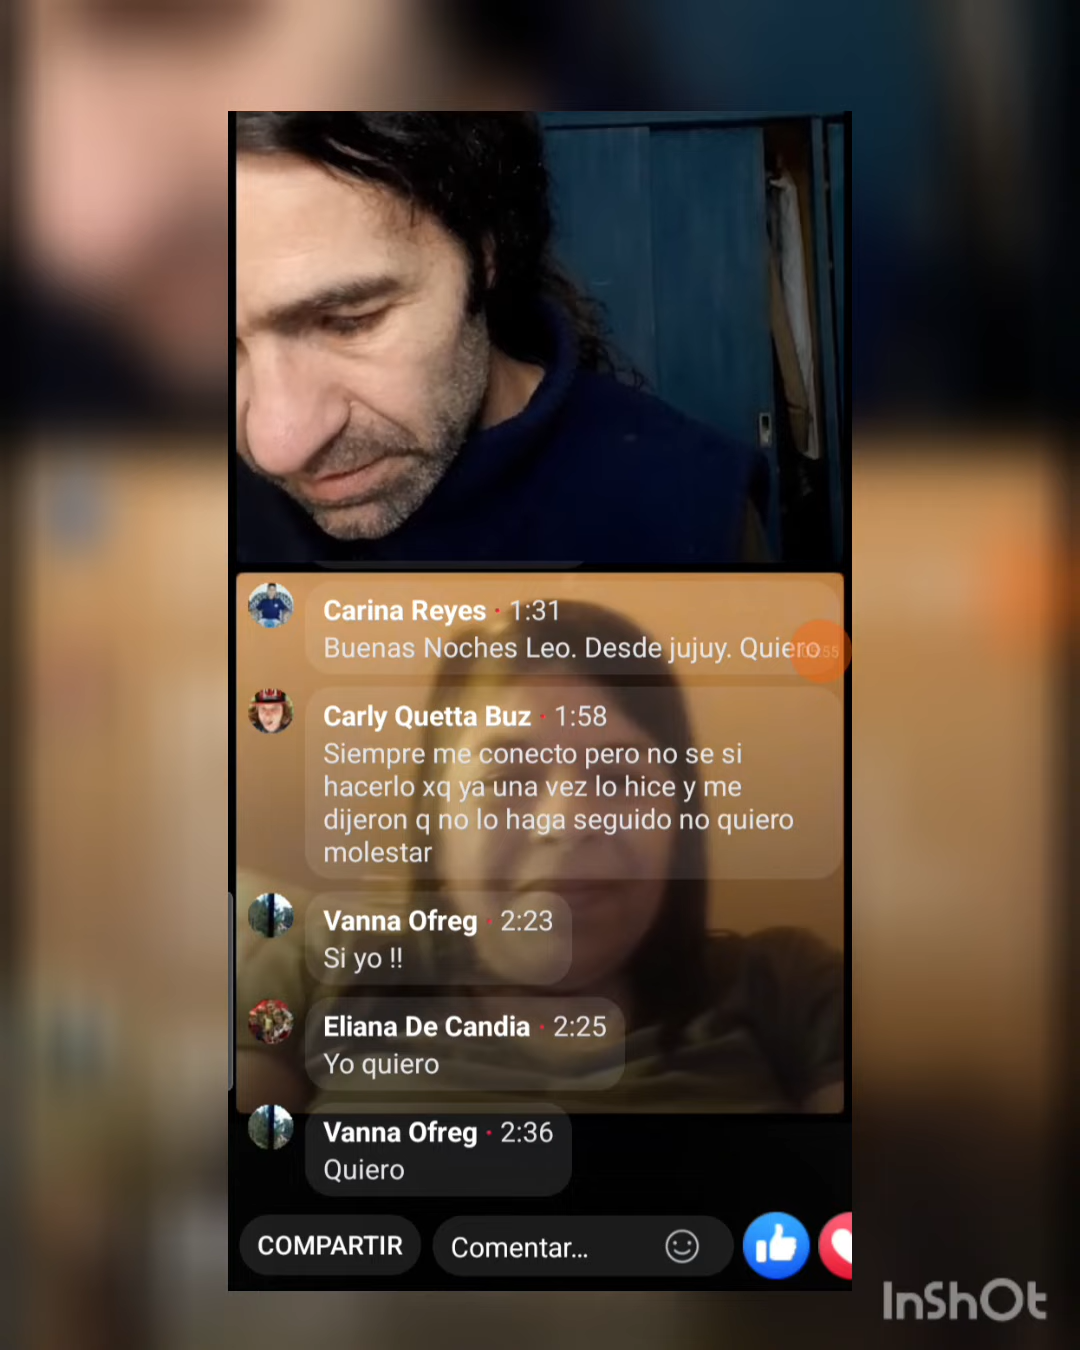 Carina Reyes · 1:31
Buenas Noches Leo. Desde jujuy. Quiero
Carly Quetta Buz · 1:58
Siempre me conecto pero no se si
hacerlo xq ya una vez lo hice y me
dijeron q no lo haga seguido no quiero
molestar
Vanna Ofreg · 2:23
Si yo !!
Eliana De Candia · 2:25
Yo quiero
Vanna Ofreg · 2:36
Quiero
COMPARTIR
Comentar...
InShOt